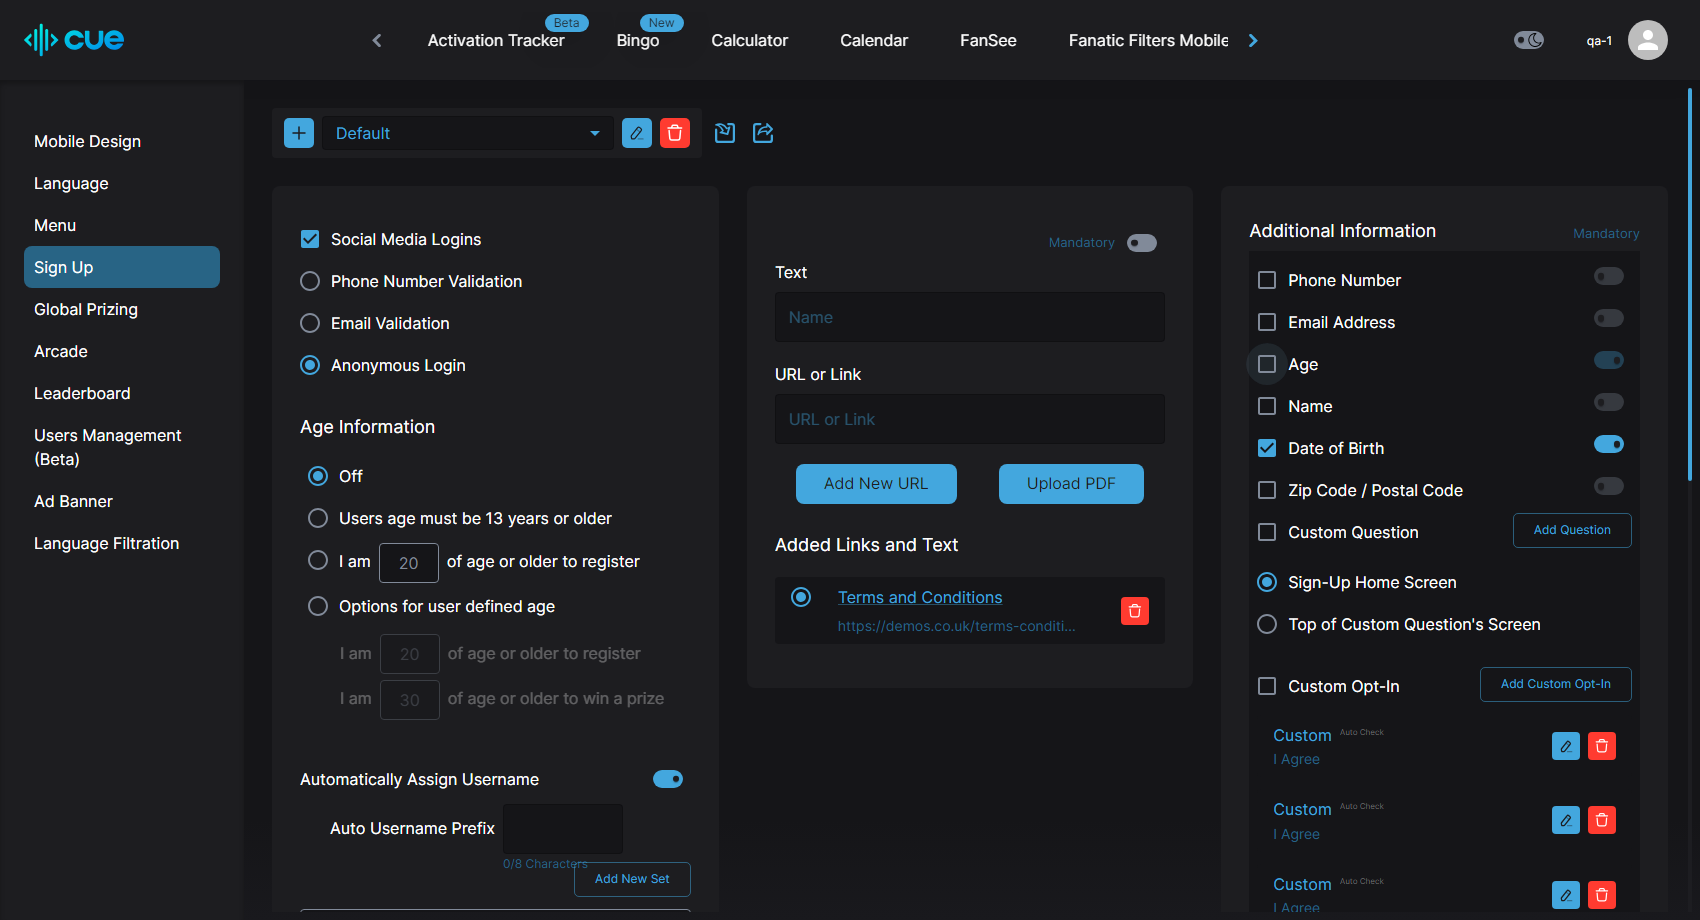 cue
Activation Tracker
Beta
Bingo
New
Calculator
Calendar
FanSee
Fanatic Filters Mobile
qa-1
Mobile Design
Language
Menu
Sign Up
Global Prizing
Arcade
Leaderboard
Users Management
(Beta)
Ad Banner
Language Filtration
Default
Social Media Logins
Phone Number Validation
Email Validation
Anonymous Login
Age Information
Off
Users age must be 13 years or older
I am 20 of age or older to register
Options for user defined age
I am 20 of age or older to register
I am 30 of age or older to win a prize
Automatically Assign Username
Auto Username Prefix
0/8 Characters
Add New Set
Mandatory
Text
Name
URL or Link
URL or Link
Add New URL
Upload PDF
Added Links and Text
Terms and Conditions
https://demos.co.uk/terms-conditi...
Additional Information
Mandatory
Phone Number
Email Address
Age
Name
Date of Birth
Zip Code / Postal Code
Custom Question
Add Question
Sign-Up Home Screen
Top of Custom Question's Screen
Custom Opt-In
Add Custom Opt-In
Custom Auto Check
I Agree
Custom Auto Check
I Agree
Custom Auto Check
I Agree